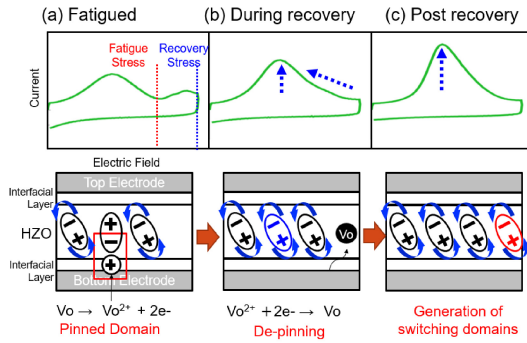 (a) Fatigued
(b) During recovery
(c) Post recovery
Fatigue Stress
Recovery Stress
Current
Electric Field
Top Electrode
Interfacial Layer
HZO
Interfacial Layer
Bottom Electrode
Vo
Vo → Vo²⁺ + 2e-
Pinned Domain
Vo²⁺ + 2e- → Vo
De-pinning
Generation of
switching domains